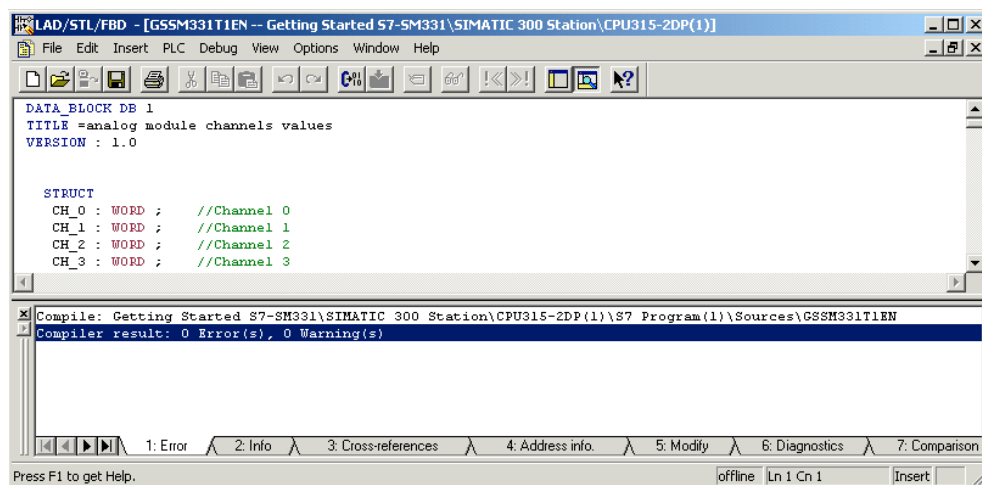 LAD/STL/FBD - [GSSM331T1EN -- Getting Started S7-SM331\SIMATIC 300 Station\CPU315-2DP(1)]
File Edit Insert PLC Debug View Options Window Help
DATA_BLOCK DB 1
TITLE =analog module channels values
VERSION : 1.0
STRUCT
CH_0 : WORD ; //Channel 0
CH_1 : WORD ; //Channel 1
CH_2 : WORD ; //Channel 2
CH_3 : WORD ; //Channel 3
Compile: Getting Started S7-SM331\SIMATIC 300 Station\CPU315-2DP(1)\S7 Program(1)\Sources\GSSM331T1EN
Compiler result: 0 Error(s), 0 Warning(s)
1: Error 2: Info 3: Cross-references 4: Address info. 5: Modify 6: Diagnostics 7: Comparison
Press F1 to get Help. offline Ln 1 Cn 1 Insert